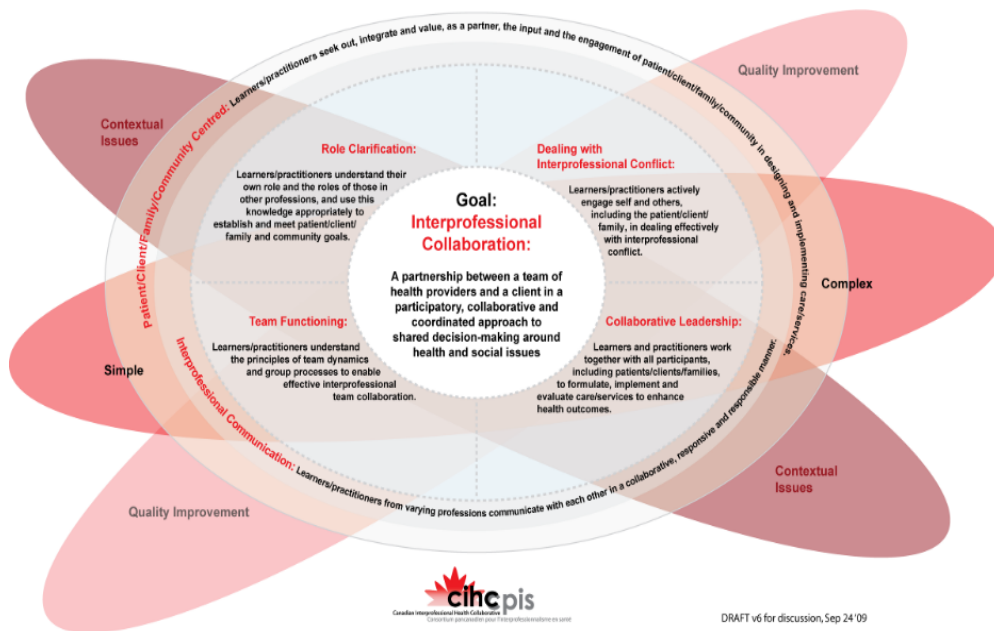 Patient/Client/Family/Community Centred: Learners/practitioners seek out, integrate and value, as a partner, the input and the engagement of patient/client/family/community in designing and implementing care/services.
Quality Improvement
Contextual
Issues
Role Clarification:
Learners/practitioners understand their
own role and the roles of those in
other professions, and use this
knowledge appropriately to
establish and meet patient/client/
family and community goals.
Dealing with
Interprofessional Conflict:
Learners/practitioners actively
engage self and others,
including the patient/client/
family, in dealing effectively
with interprofessional
conflict.
Goal:
Interprofessional
Collaboration:
A partnership between a team of
health providers and a client in a
participatory, collaborative and
coordinated approach to
shared decision-making around
health and social issues
Complex
Simple
Team Functioning:
Learners/practitioners understand
the principles of team dynamics
and group processes to enable
effective interprofessional
team collaboration.
Collaborative Leadership:
Learners and practitioners work
together with all participants,
including patients/clients/families,
to formulate, implement and
evaluate care/services to enhance
health outcomes.
Interprofessional Communication: Learners/practitioners from varying professions communicate with each other in a collaborative, responsive and responsible manner.
Contextual
Issues
Quality Improvement
cihc cpis
Canadian Interprofessional Health Collaborative
Consortium pancanadien pour l'interprofessionnalisme en santé
DRAFT v6 for discussion, Sep 24 '09